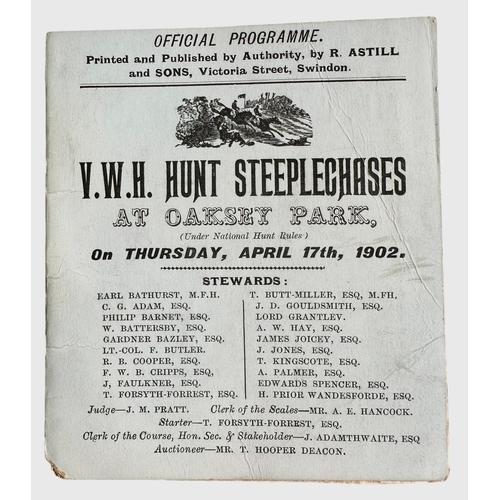 OFFICIAL PROGRAMME.
Printed and Published by Authority, by R. ASTILL
and SONS, Victoria Street, Swindon.
V.W.H. HUNT STEEPLECHASES
AT OAKSEY PARK,
(Under National Hunt Rules)
On THURSDAY, APRIL 17th, 1902.
STEWARDS:
EARL BATHURST, M.F.H.
C. G. ADAM, ESQ.
PHILIP BARNET, ESQ.
W. BATTERSBY, ESQ.
GARDNER BAZLEY, ESQ.
LT.-COL. F. BUTLER.
R. B. COOPER, ESQ.
F. W. B. CRIPPS, ESQ,
J, FAULKNER, ESQ.
T. FORSYTH-FORREST, ESQ.
T. BUTT-MILLER, ESQ, M.FH,
J. D. GOULDSMITH, ESQ.
LORD GRANTLEY.
A. W. HAY, ESQ.
JAMES JOICEY, ESQ.
J. JONES, ESQ.
T. KINGSCOTE, ESQ.
A. PALMER, ESQ.
EDWARDS SPENCER, ESQ.
H. PRIOR WANDESFORDE, ESQ.
Judge—J. M. PRATT. Clerk of the Scales—MR. A. E. HANCOCK.
Starter—T. FORSYTH-FORREST, ESQ.
Clerk of the Course, Hon. Sec. & Stakeholder—J. ADAMTHWAITE, ESQ
Auctioneer—MR. T. HOOPER DEACON.